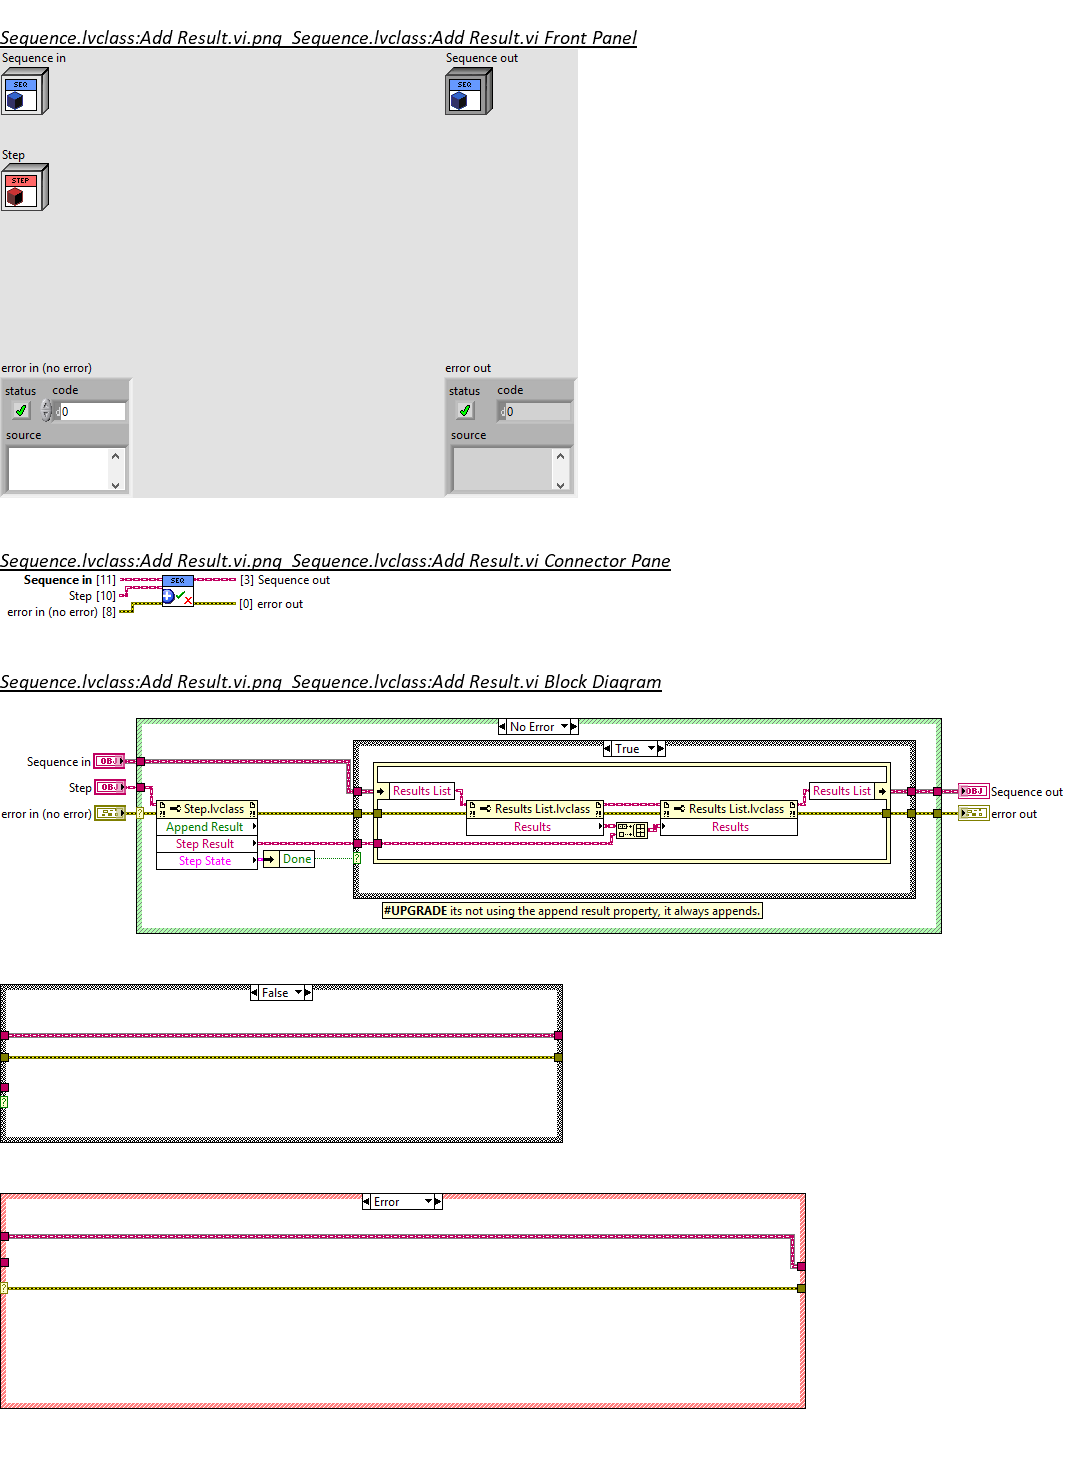 Sequence.lvclass:Add Result.vi.png  Sequence.lvclass:Add Result.vi Front Panel
Sequence in
Sequence out
SEQ
SEQ
Step
STEP
error in (no error)
error out
status
code
status
code
d 0
d 0
source
source
Sequence.lvclass:Add Result.vi.png  Sequence.lvclass:Add Result.vi Connector Pane
Sequence in [11]
SEQ
[3] Sequence out
Step [10]
[0] error out
error in (no error) [8]
Sequence.lvclass:Add Result.vi.png  Sequence.lvclass:Add Result.vi Block Diagram
No Error
True
Sequence in
OBJ
Step
OBJ
Results List
Results List
OBJ
Sequence out
error in (no error)
?
Step.lvclass
Results List.lvclass
Results List.lvclass
error out
Append Result
Results
Results
Step Result
Step State
Done
?
#UPGRADE its not using the append result property, it always appends.
False
?
Error
?